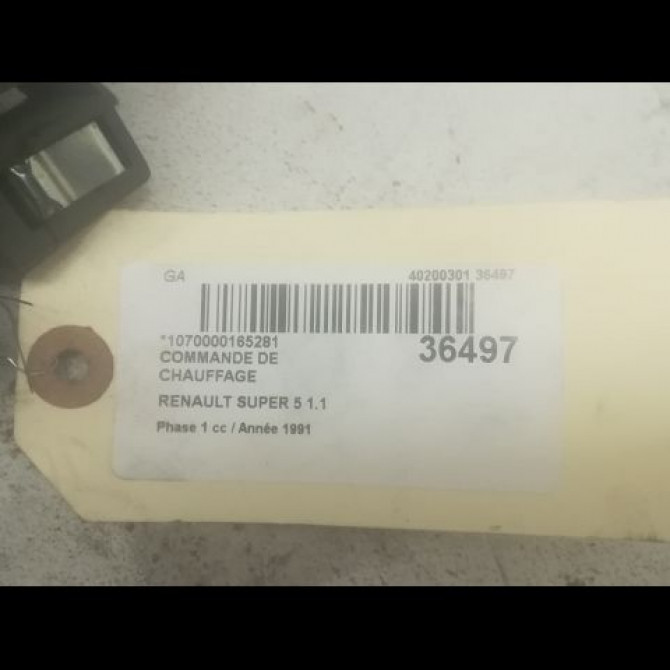 GA 40200301 36497
*1070000165281
36497
COMMANDE DE
CHAUFFAGE
RENAULT SUPER 5 1.1
Phase 1 cc / Année 1991